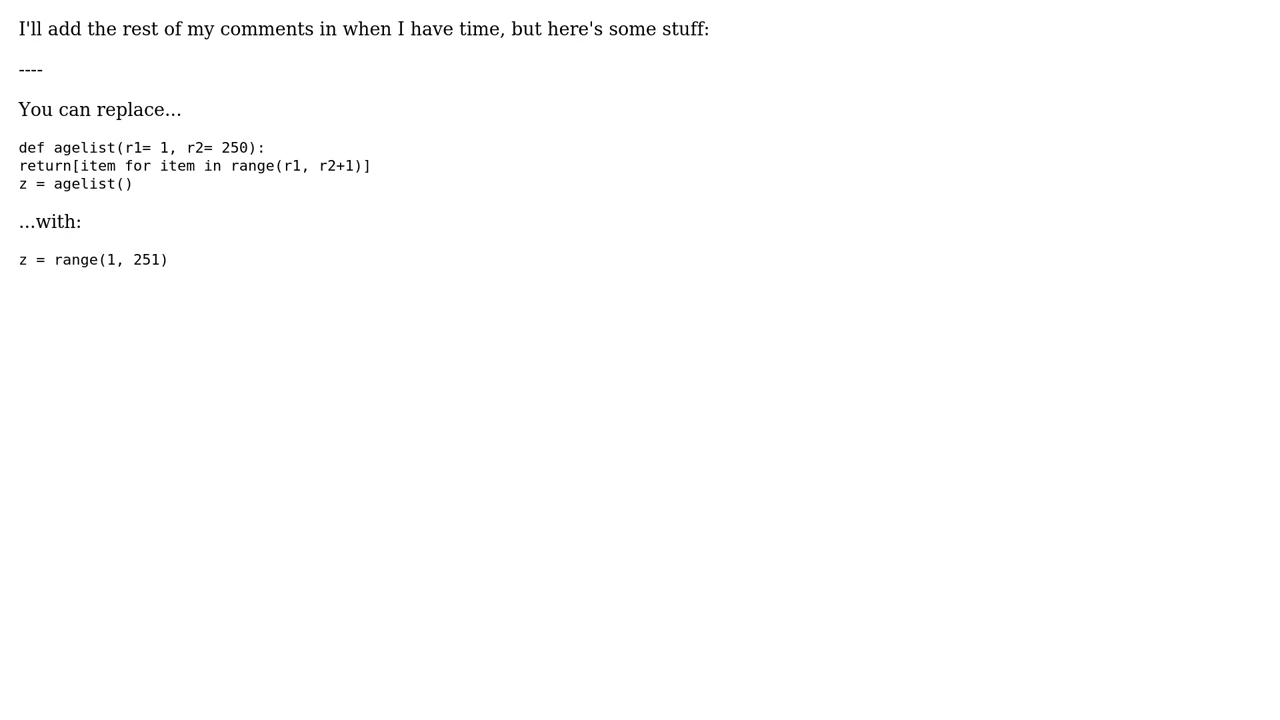 I'll add the rest of my comments in when I have time, but here's some stuff:
----
You can replace...
def agelist(r1= 1, r2= 250):
return[item for item in range(r1, r2+1)]
z = agelist()
...with:
z = range(1, 251)